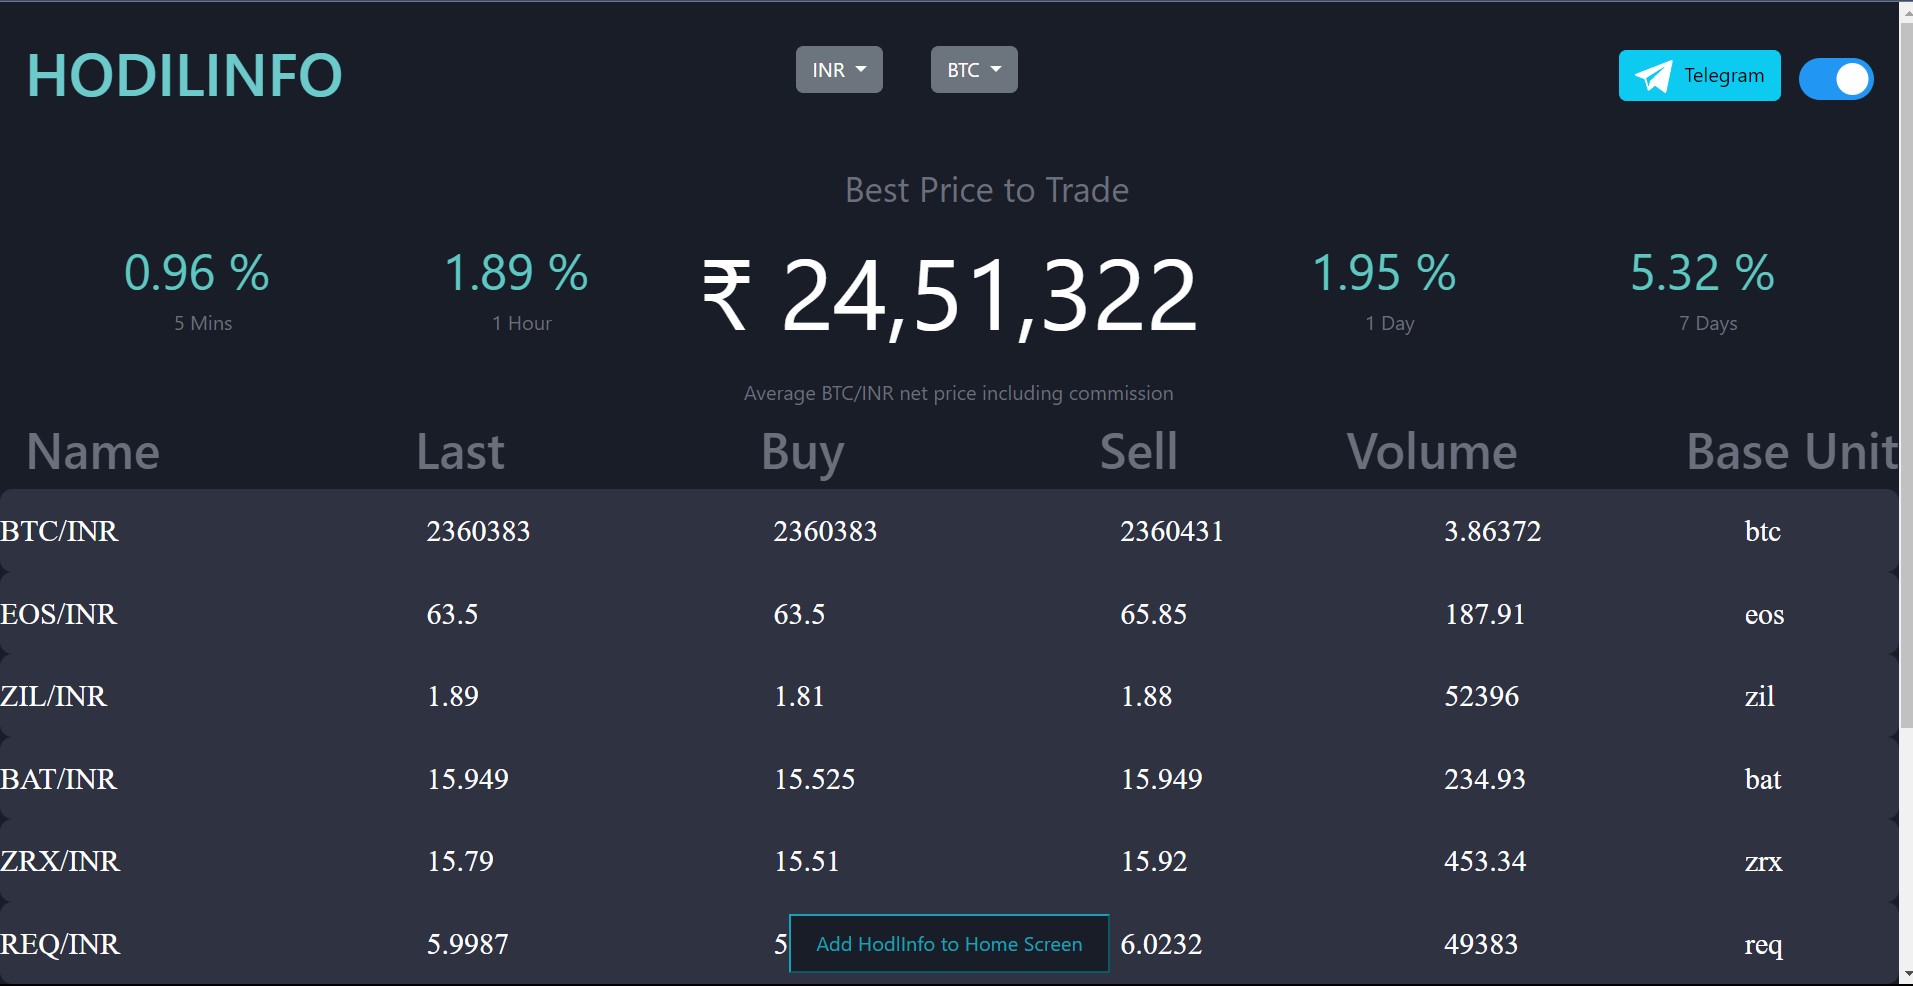 HODILINFO INR BTC Telegram
Best Price to Trade
0.96 % 1.89 % ₹ 24,51,322 1.95 % 5.32 %
5 Mins 1 Hour 1 Day 7 Days
Average BTC/INR net price including commission
Name Last Buy Sell Volume Base Unit
BTC/INR 2360383 2360383 2360431 3.86372 btc
EOS/INR 63.5 63.5 65.85 187.91 eos
ZIL/INR 1.89 1.81 1.88 52396 zil
BAT/INR 15.949 15.525 15.949 234.93 bat
ZRX/INR 15.79 15.51 15.92 453.34 zrx
REQ/INR 5.9987 5 Add HodlInfo to Home Screen 6.0232 49383 req